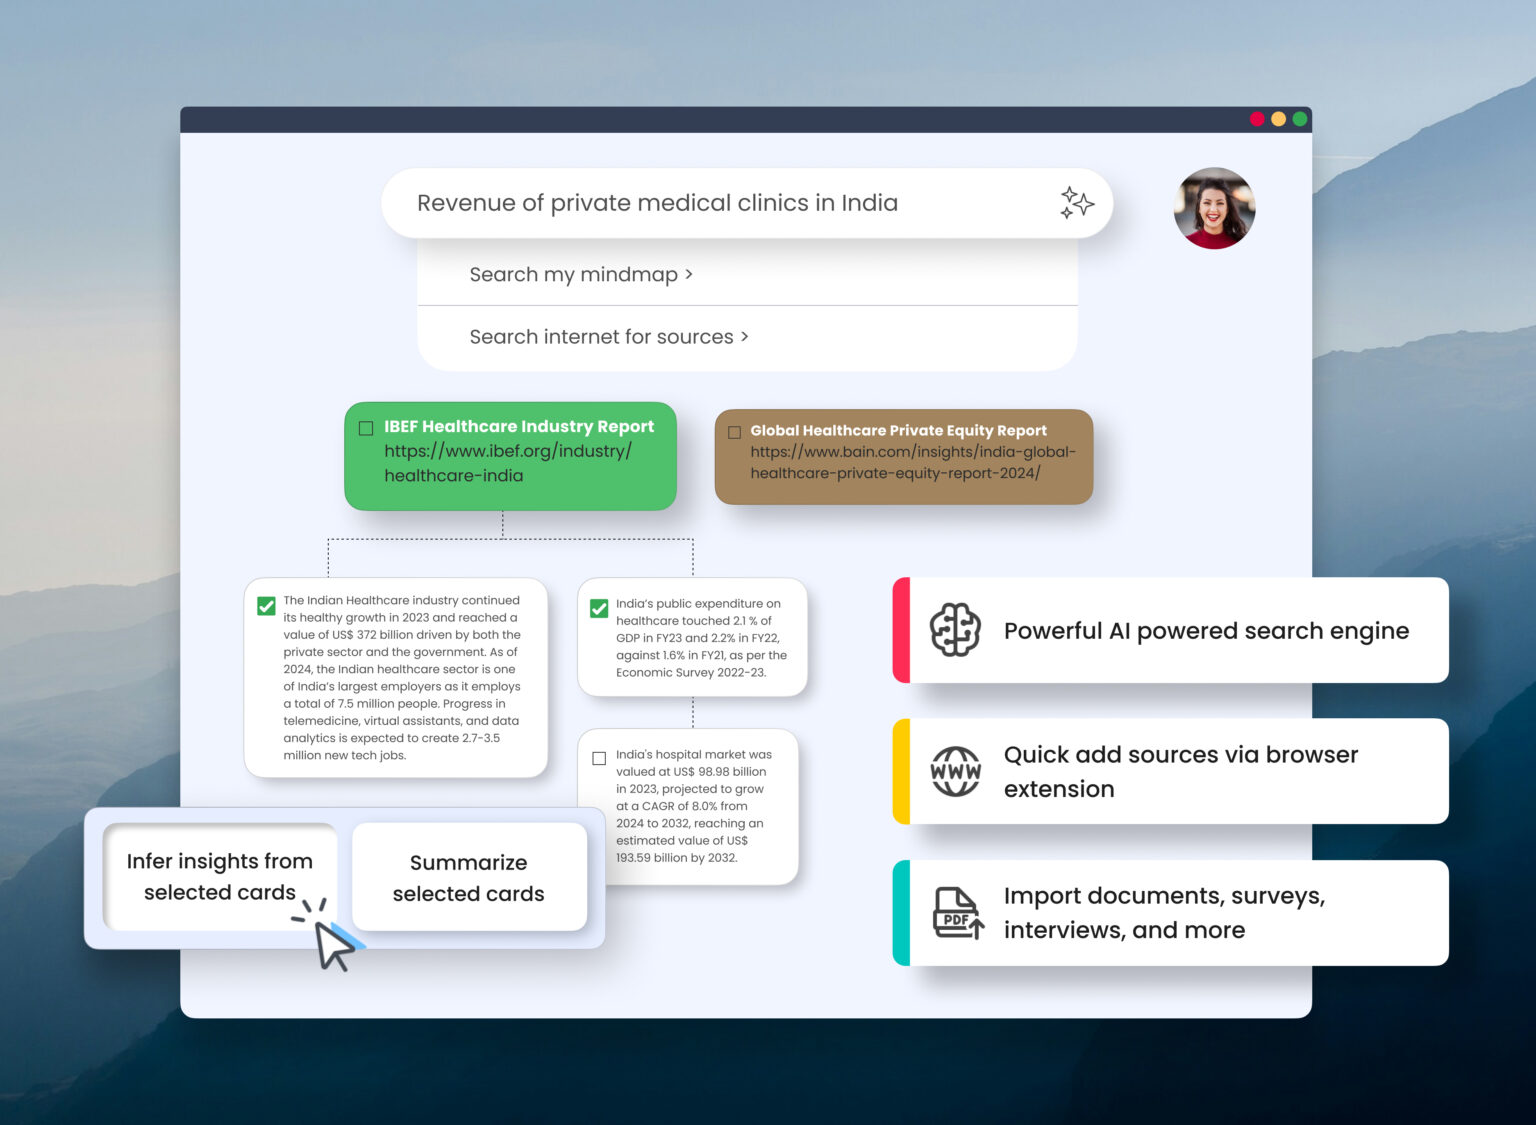 Revenue of private medical clinics in India
Search my mindmap >
Search internet for sources >
IBEF Healthcare Industry Report
https://www.ibef.org/industry/
healthcare-india
Global Healthcare Private Equity Report
https://www.bain.com/insights/india-global-
healthcare-private-equity-report-2024/
The Indian Healthcare industry continued
its healthy growth in 2023 and reached a
value of US$ 372 billion driven by both the
private sector and the government. As of
2024, the Indian healthcare sector is one
of India's largest employers as it employs
a total of 7.5 million people. Progress in
telemedicine, virtual assistants, and data
analytics is expected to create 2.7-3.5
million new tech jobs.
India's public expenditure on
healthcare touched 2.1 % of
GDP in FY23 and 2.2% in FY22,
against 1.6% in FY21, as per the
Economic Survey 2022-23.
India's hospital market was
valued at US$ 98.98 billion
in 2023, projected to grow
at a CAGR of 8.0% from
2024 to 2032, reaching an
estimated value of US$
193.59 billion by 2032.
Infer insights from
selected cards
Summarize
selected cards
Powerful AI powered search engine
WWW
Quick add sources via browser
extension
PDF
Import documents, surveys,
interviews, and more